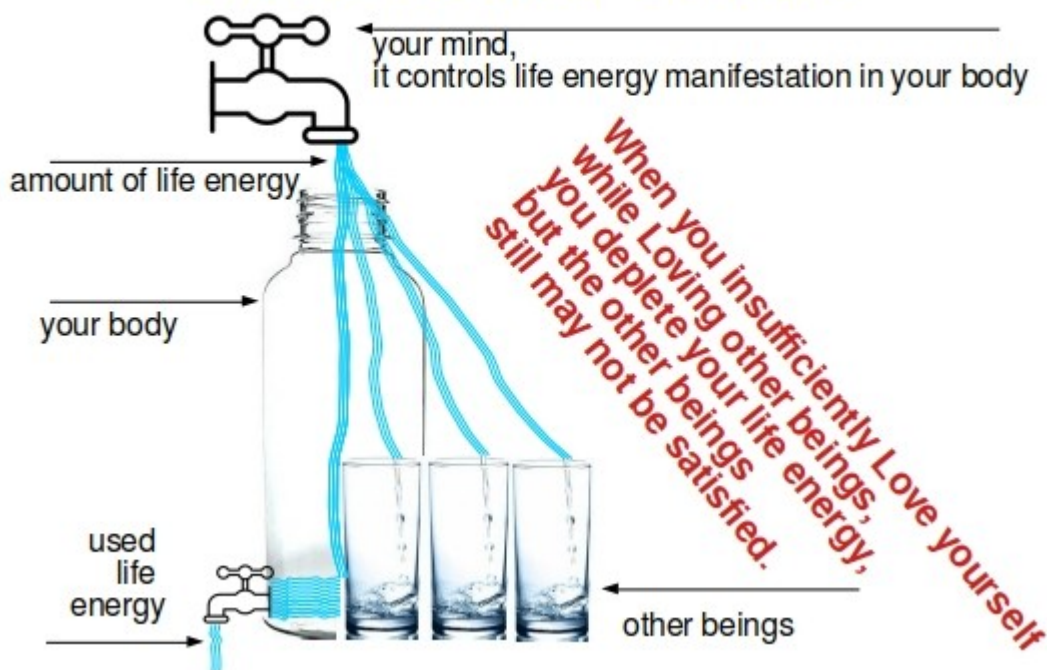 your mind,
it controls life energy manifestation in your body
amount of life energy
your body
When you insufficiently Love yourself
while Loving other beings,
you deplete your life energy,
but the other beings
still may not be satisfied.
used
life
energy
other beings